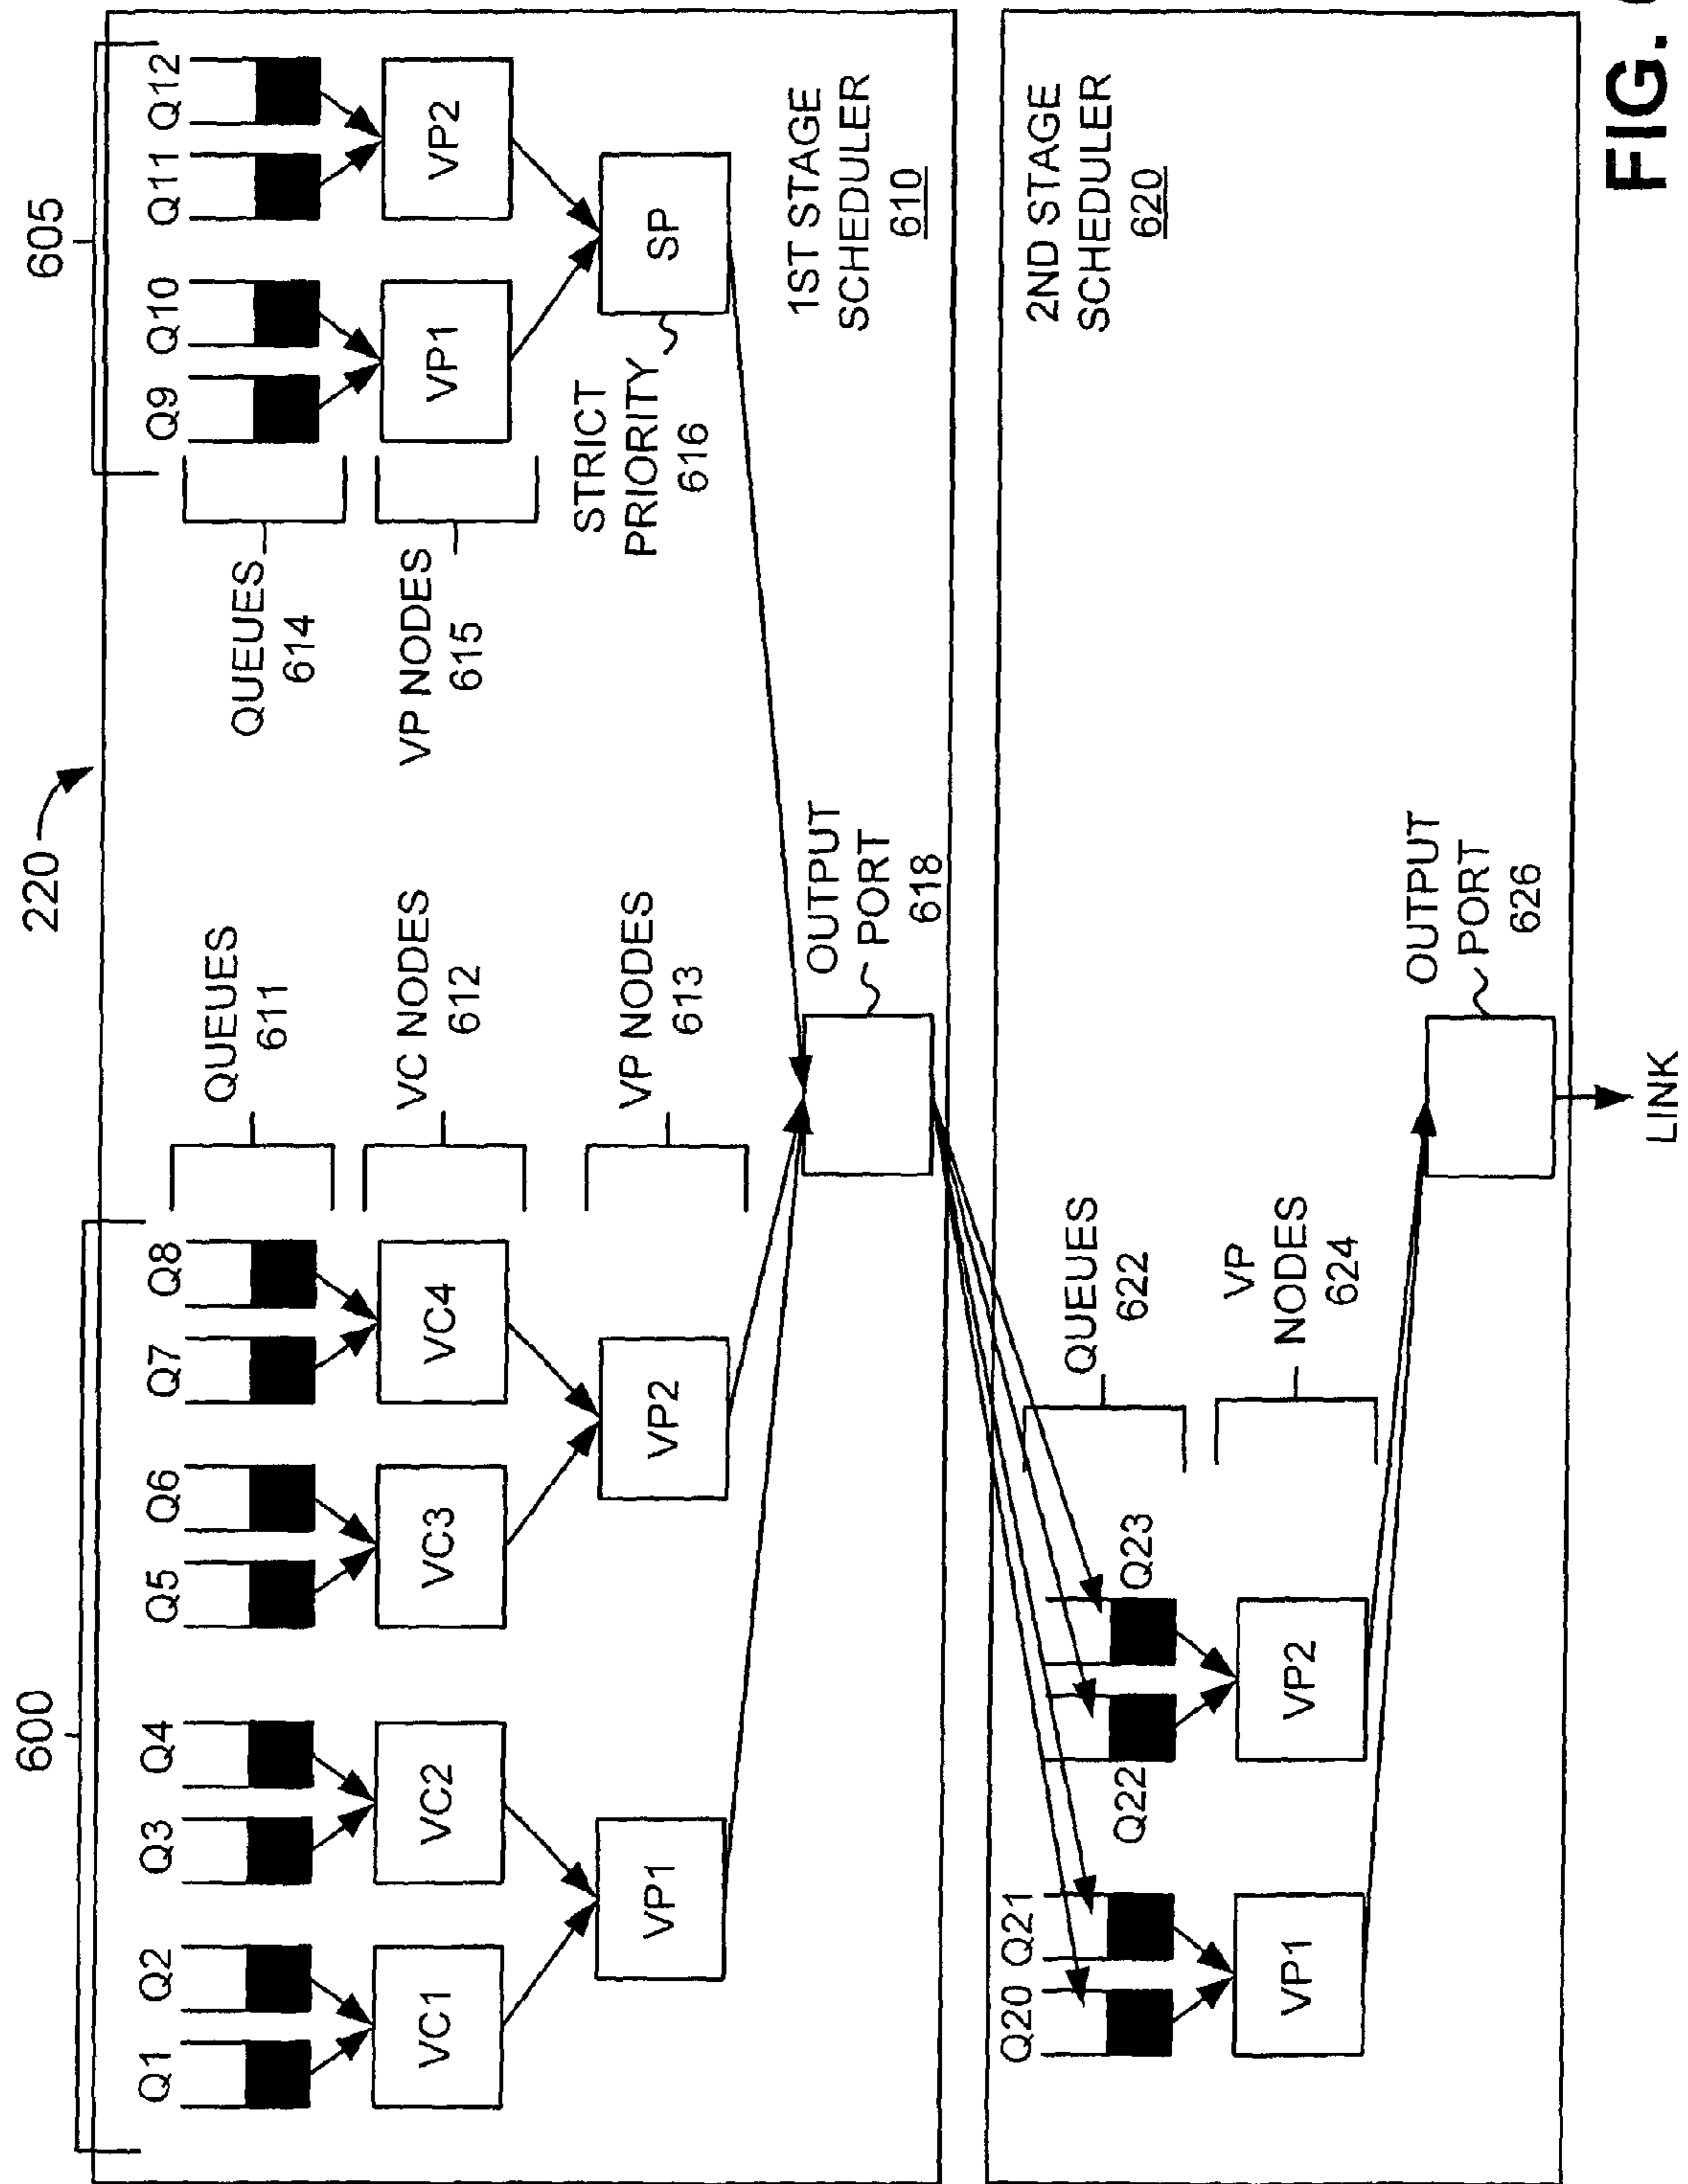 220
600
605
Q1 Q2 Q3 Q4 Q5 Q6 Q7 Q8
QUEUES
611
QUEUES
614
Q9 Q10 Q11 Q12
VC1 VC2 VC3 VC4
VC NODES
612
VP NODES
615
VP1 VP2
VP1 VP2
VP NODES
613
STRICT
PRIORITY
616
SP
OUTPUT
PORT
618
1ST STAGE
SCHEDULER
610
2ND STAGE
SCHEDULER
620
Q20 Q21
Q22 Q23
QUEUES
622
VP1 VP2
VP
NODES
624
OUTPUT
PORT
626
LINK
FIG.